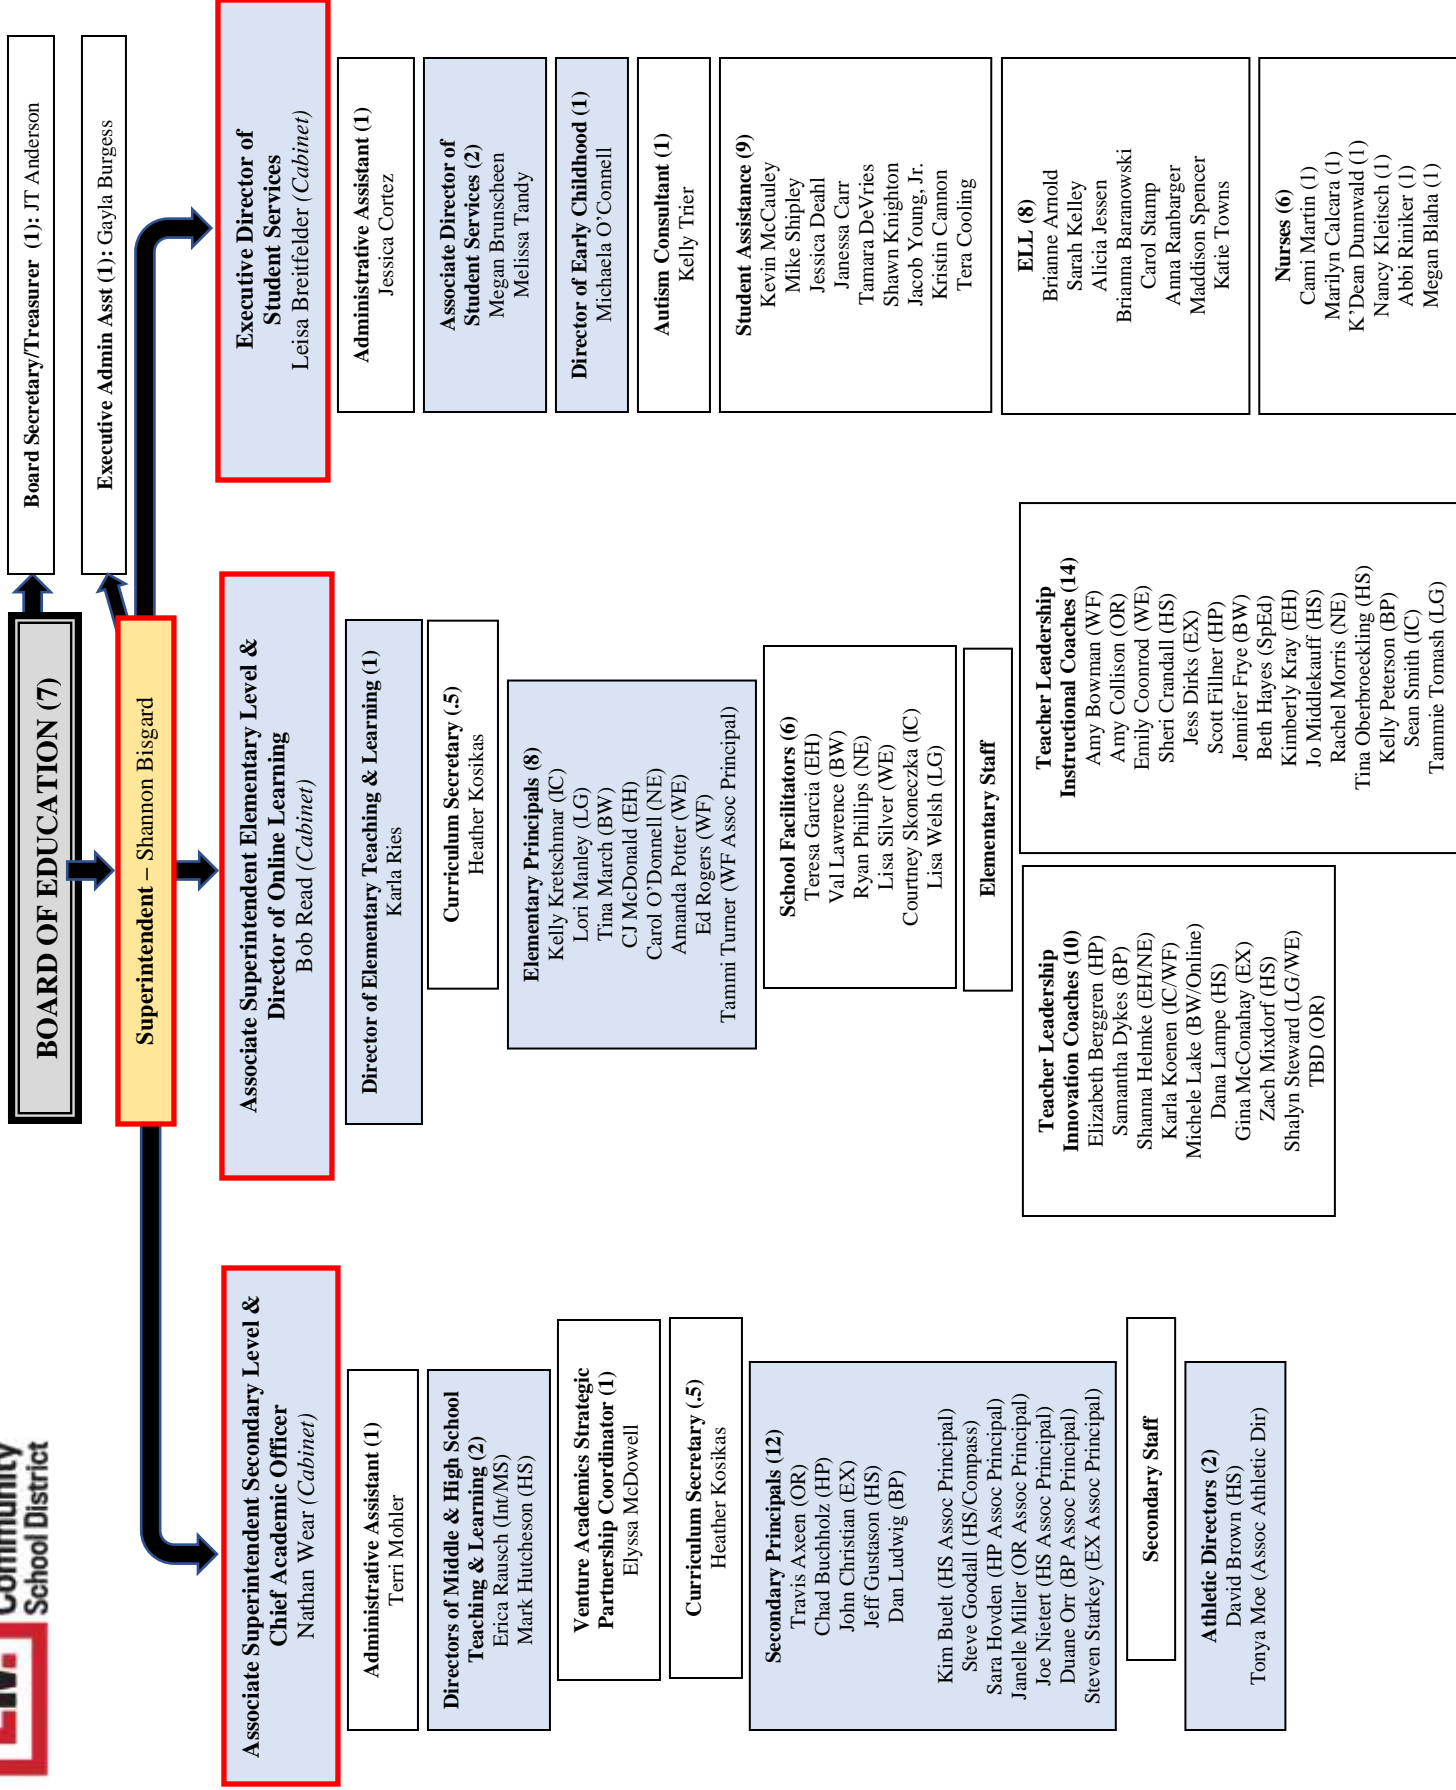 Community
School District
BOARD OF EDUCATION (7)
Board Secretary/Treasurer (1): JT Anderson
Executive Admin Asst (1): Gayla Burgess
Superintendent – Shannon Bisgard
Associate Superintendent Secondary Level &
Chief Academic Officer
Nathan Wear (Cabinet)
Administrative Assistant (1)
Terri Mohler
Directors of Middle & High School
Teaching & Learning (2)
Erica Rausch (Int/MS)
Mark Hutcheson (HS)
Venture Academics Strategic
Partnership Coordinator (1)
Elyssa McDowell
Curriculum Secretary (.5)
Heather Kosikas
Secondary Principals (12)
Travis Axeen (OR)
Chad Buchholz (HP)
John Christian (EX)
Jeff Gustason (HS)
Dan Ludwig (BP)
Kim Buelt (HS Assoc Principal)
Steve Goodall (HS/Compass)
Sara Hovden (HP Assoc Principal)
Janelle Miller (OR Assoc Principal)
Joe Nietert (HS Assoc Principal)
Duane Orr (BP Assoc Principal)
Steven Starkey (EX Assoc Principal)
Secondary Staff
Athletic Directors (2)
David Brown (HS)
Tonya Moe (Assoc Athletic Dir)
Associate Superintendent Elementary Level &
Director of Online Learning
Bob Read (Cabinet)
Director of Elementary Teaching & Learning (1)
Karla Ries
Curriculum Secretary (.5)
Heather Kosikas
Elementary Principals (8)
Kelly Kretschmar (IC)
Lori Manley (LG)
Tina March (BW)
CJ McDonald (EH)
Carol O'Donnell (NE)
Amanda Potter (WE)
Ed Rogers (WF)
Tammi Turner (WF Assoc Principal)
School Facilitators (6)
Teresa Garcia (EH)
Val Lawrence (BW)
Ryan Phillips (NE)
Lisa Silver (WE)
Courtney Skoneczka (IC)
Lisa Welsh (LG)
Elementary Staff
Teacher Leadership
Innovation Coaches (10)
Elizabeth Berggren (HP)
Samantha Dykes (BP)
Shanna Helmke (EH/NE)
Karla Koenen (IC/WF)
Michele Lake (BW/Online)
Dana Lampe (HS)
Gina McConahay (EX)
Zach Mixdorf (HS)
Shalyn Steward (LG/WE)
TBD (OR)
Teacher Leadership
Instructional Coaches (14)
Amy Bowman (WF)
Amy Collison (OR)
Emily Coonrod (WE)
Sheri Crandall (HS)
Jess Dirks (EX)
Scott Fillner (HP)
Jennifer Frye (BW)
Beth Hayes (SpEd)
Kimberly Kray (EH)
Jo Middlekauff (HS)
Rachel Morris (NE)
Tina Oberbroeckling (HS)
Kelly Peterson (BP)
Sean Smith (IC)
Tammie Tomash (LG)
Executive Director of
Student Services
Leisa Breitfelder (Cabinet)
Administrative Assistant (1)
Jessica Cortez
Associate Director of
Student Services (2)
Megan Brunscheen
Melissa Tandy
Director of Early Childhood (1)
Michaela O'Connell
Autism Consultant (1)
Kelly Trier
Student Assistance (9)
Kevin McCauley
Mike Shipley
Jessica Deahl
Janessa Carr
Tamara DeVries
Shawn Knighton
Jacob Young, Jr.
Kristin Cannon
Tera Cooling
ELL (8)
Brianne Arnold
Sarah Kelley
Alicia Jessen
Brianna Baranowski
Carol Stamp
Anna Ranbarger
Madison Spencer
Katie Towns
Nurses (6)
Cami Martin (1)
Marilyn Calcara (1)
K'Dean Dunwald (1)
Nancy Kleitsch (1)
Abbi Riniker (1)
Megan Blaha (1)